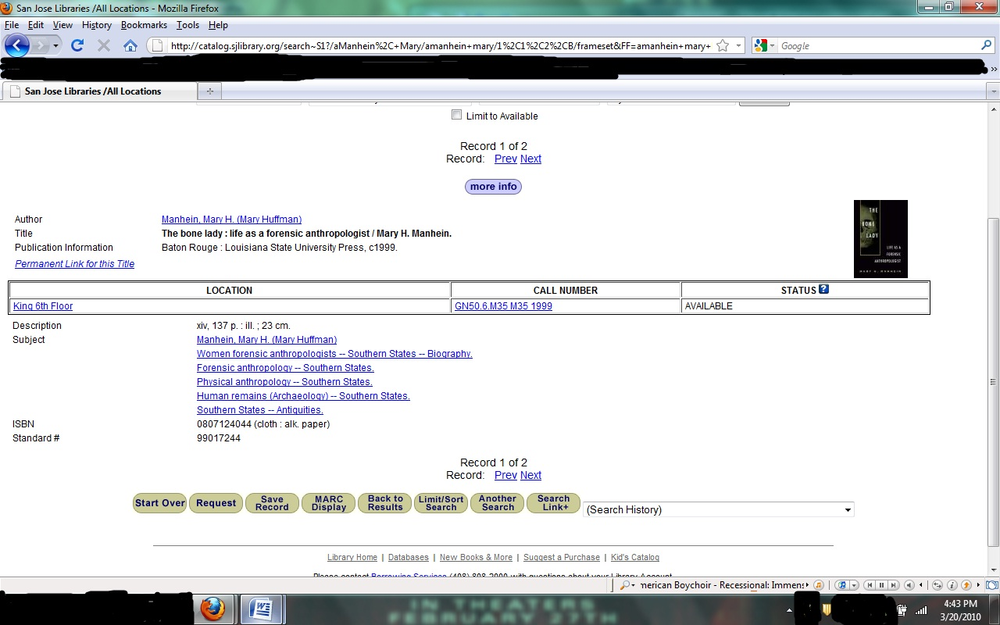 San Jose Libraries /All Locations - Mozilla Firefox
File Edit View History Bookmarks Tools Help
http://catalog.sjlibrary.org/search~S1?/aManhein%2C+Mary/amanhein+mary/1%2C1%2C2%2CB/frameset&FF=amanhein+mary+
Google
San Jose Libraries /All Locations
Limit to Available
Record 1 of 2
Record: Prev Next
more info
Author Manhein, Mary H. (Mary Huffman)
Title The bone lady : life as a forensic anthropologist / Mary H. Manhein.
Publication Information Baton Rouge : Louisiana State University Press, c1999.
Permanent Link for this Title
THE
BONE
LADY
LIFE AS A
FORENSIC
ANTHROPOLOGIST
MARY H. MANHEIN
LOCATION CALL NUMBER STATUS ?
King 6th Floor GN50.6.M35 M35 1999 AVAILABLE
Description xiv, 137 p. : ill. ; 23 cm.
Subject Manhein, Mary H. (Mary Huffman)
Women forensic anthropologists -- Southern States -- Biography.
Forensic anthropology -- Southern States.
Physical anthropology -- Southern States.
Human remains (Archaeology) -- Southern States.
Southern States -- Antiquities.
ISBN 0807124044 (cloth : alk. paper)
Standard # 99017244
Record 1 of 2
Record: Prev Next
Start Over Request Save Record MARC Display Back to Results Limit/Sort Search Another Search Search Link+ (Search History)
Library Home | Databases | New Books & More | Suggest a Purchase | Kid's Catalog
Please contact Borrowing Services (408) 808-2000 with questions about your Library Account
merican Boychoir - Recessional: Immens
IN THEATERS
FEBRUARY 27TH
4:43 PM
3/20/2010